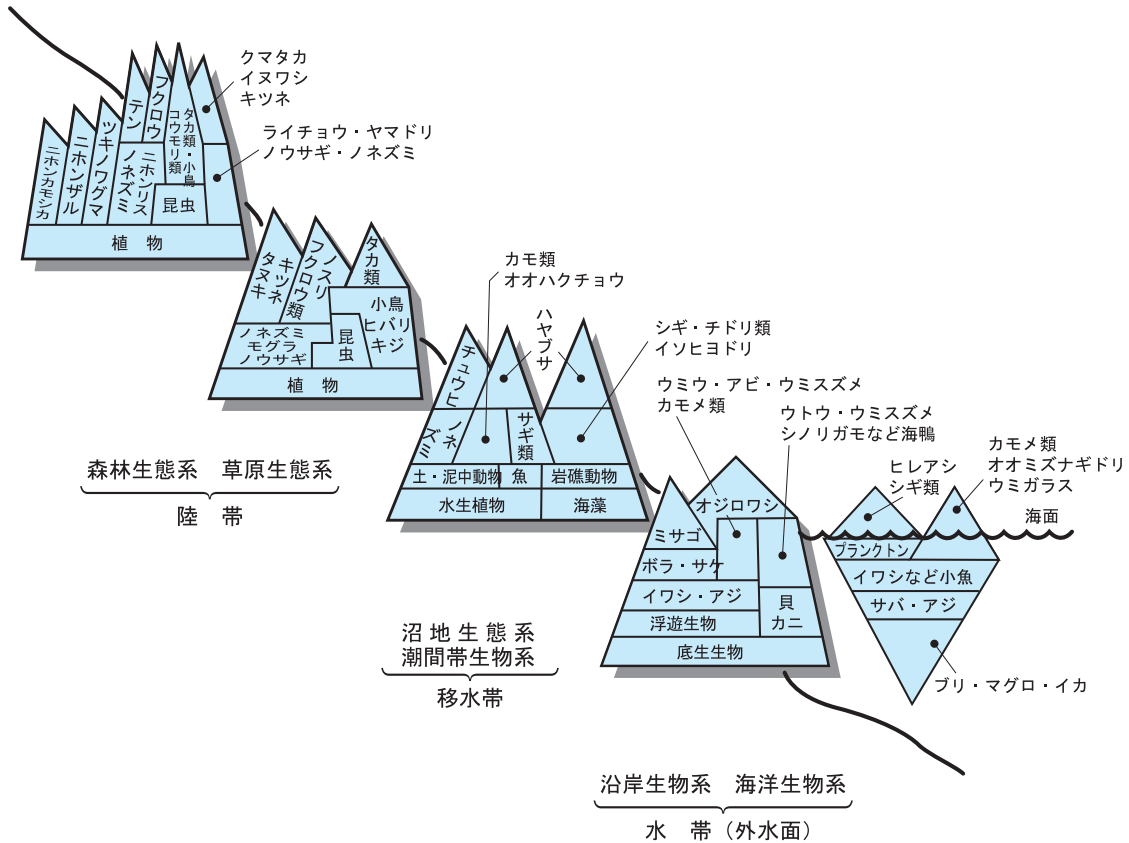 クマタカ
イヌワシ
キツネ
ライチョウ・ヤマドリ
ノウサギ・ノネズミ
ニホンカモシカ
ニホンザル
ツキノワグマ
テン
フクロウ
コウモリ類
タカ類・小鳥
ノネズミ
ニホンリス
昆虫
植　物
タヌキ
キツネ
フクロウ類
ノスリ
タカ類
小鳥
ヒバリ
キジ
ノネズミ
モグラ
ノウサギ
昆虫
植　物
カモ類
オオハクチョウ
ハヤブサ
シギ・チドリ類
イソヒヨドリ
チュウヒ
ノネズミ
サギ類
土・泥中動物
魚
岩礁動物
水生植物
海藻
ウミウ・アビ・ウミスズメ
カモメ類
ウトウ・ウミスズメ
シノリガモなど海鴨
オジロワシ
ミサゴ
ボラ・サケ
イワシ・アジ
浮遊生物
貝
カニ
底生生物
ヒレアシ
シギ類
カモメ類
オオミズナギドリ
ウミガラス
海面
プランクトン
イワシなど小魚
サバ・アジ
ブリ・マグロ・イカ
森林生態系　草原生態系
陸　帯
沼地生態系
潮間帯生物系
移水帯
沿岸生物系　海洋生物系
水　帯（外水面）